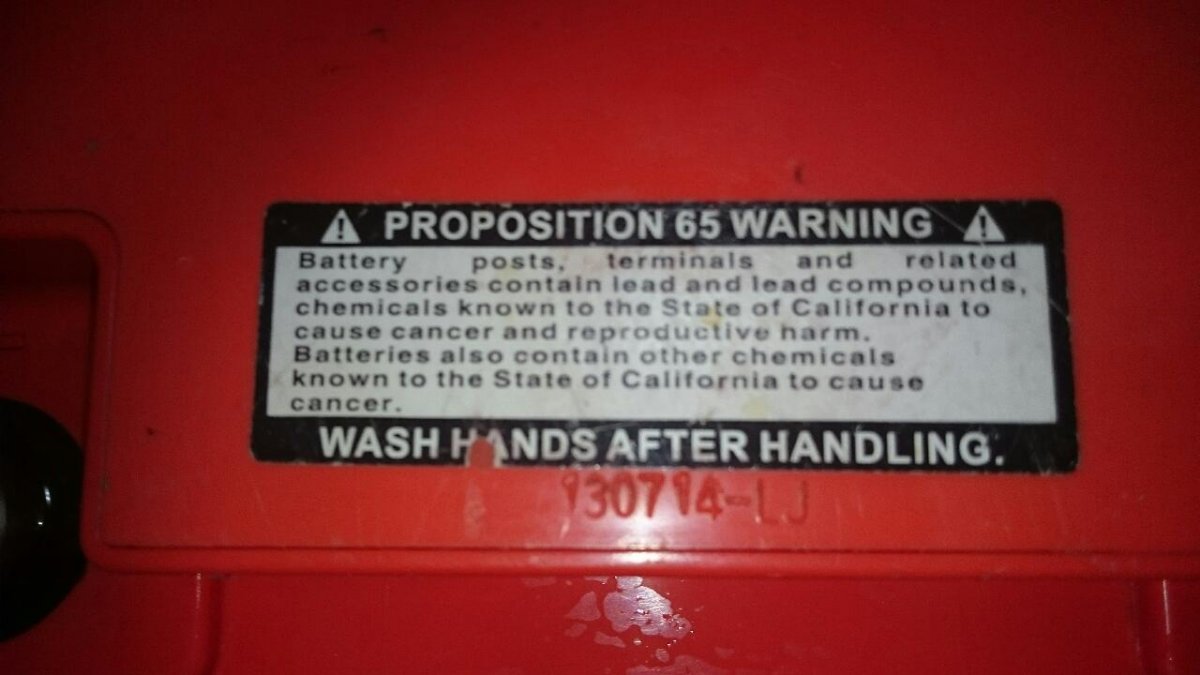 PROPOSITION 65 WARNING
Battery posts, terminals and related
accessories contain lead and lead compounds,
chemicals known to the State of California to
cause cancer and reproductive harm.
Batteries also contain other chemicals
known to the State of California to cause
cancer.
WASH HANDS AFTER HANDLING.
130714-LJ